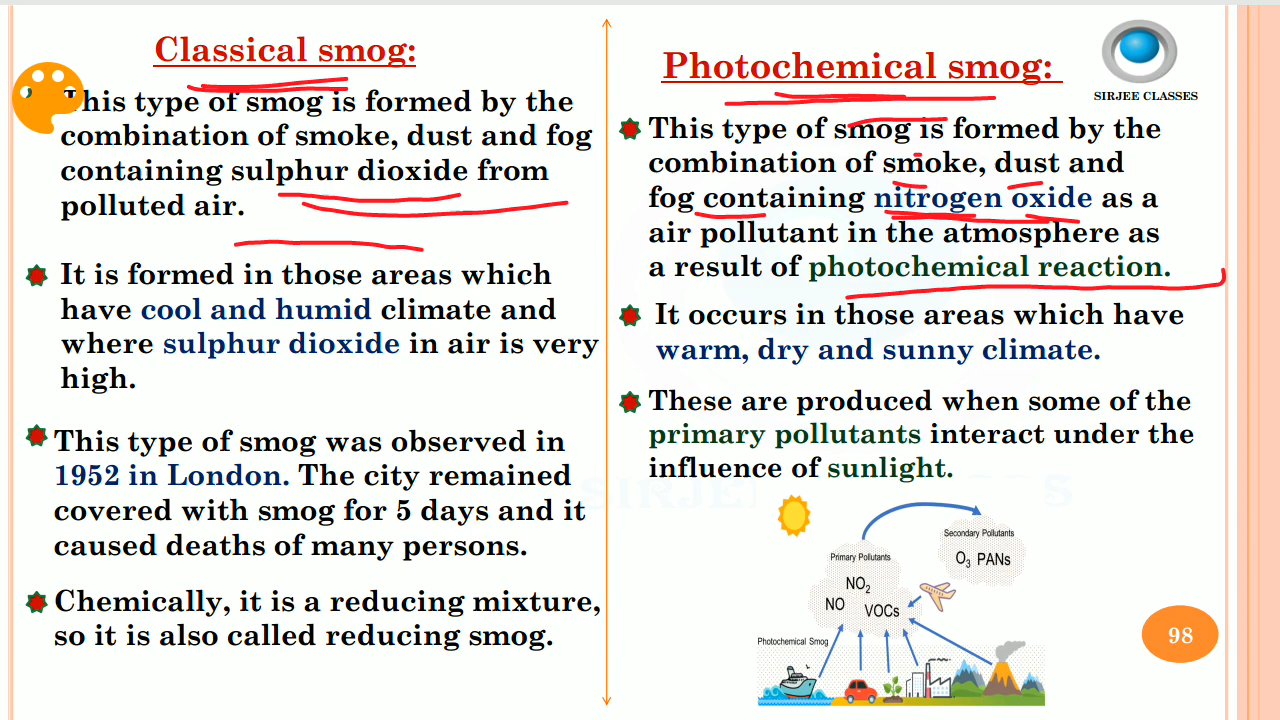 Classical smog:
This type of smog is formed by the
combination of smoke, dust and fog
containing sulphur dioxide from
polluted air.
It is formed in those areas which
have cool and humid climate and
where sulphur dioxide in air is very
high.
This type of smog was observed in
1952 in London. The city remained
covered with smog for 5 days and it
caused deaths of many persons.
Chemically, it is a reducing mixture,
so it is also called reducing smog.
Photochemical smog:
SIRJEE CLASSES
This type of smog is formed by the
combination of smoke, dust and
fog containing nitrogen oxide as a
air pollutant in the atmosphere as
a result of photochemical reaction.
It occurs in those areas which have
warm, dry and sunny climate.
These are produced when some of the
primary pollutants interact under the
influence of sunlight.
Secondary Pollutants
O3 PANs
Primary Pollutants
NO2
NO VOCs
Photochemical Smog
98